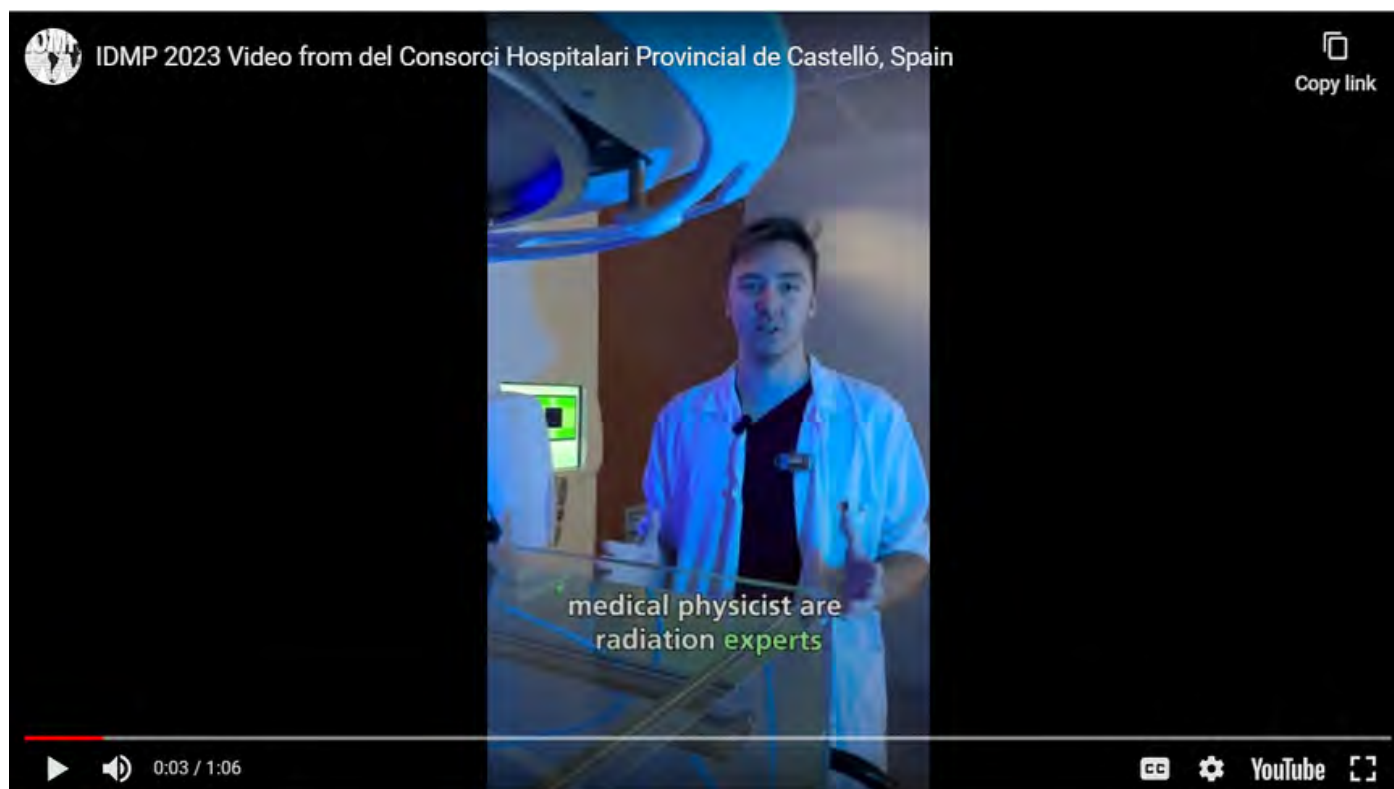 IDMP 2023 Video from del Consorci Hospitalari Provincial de Castelló, Spain
Copy link
medical physicist are
radiation experts
0:03 / 1:06
CC
YouTube